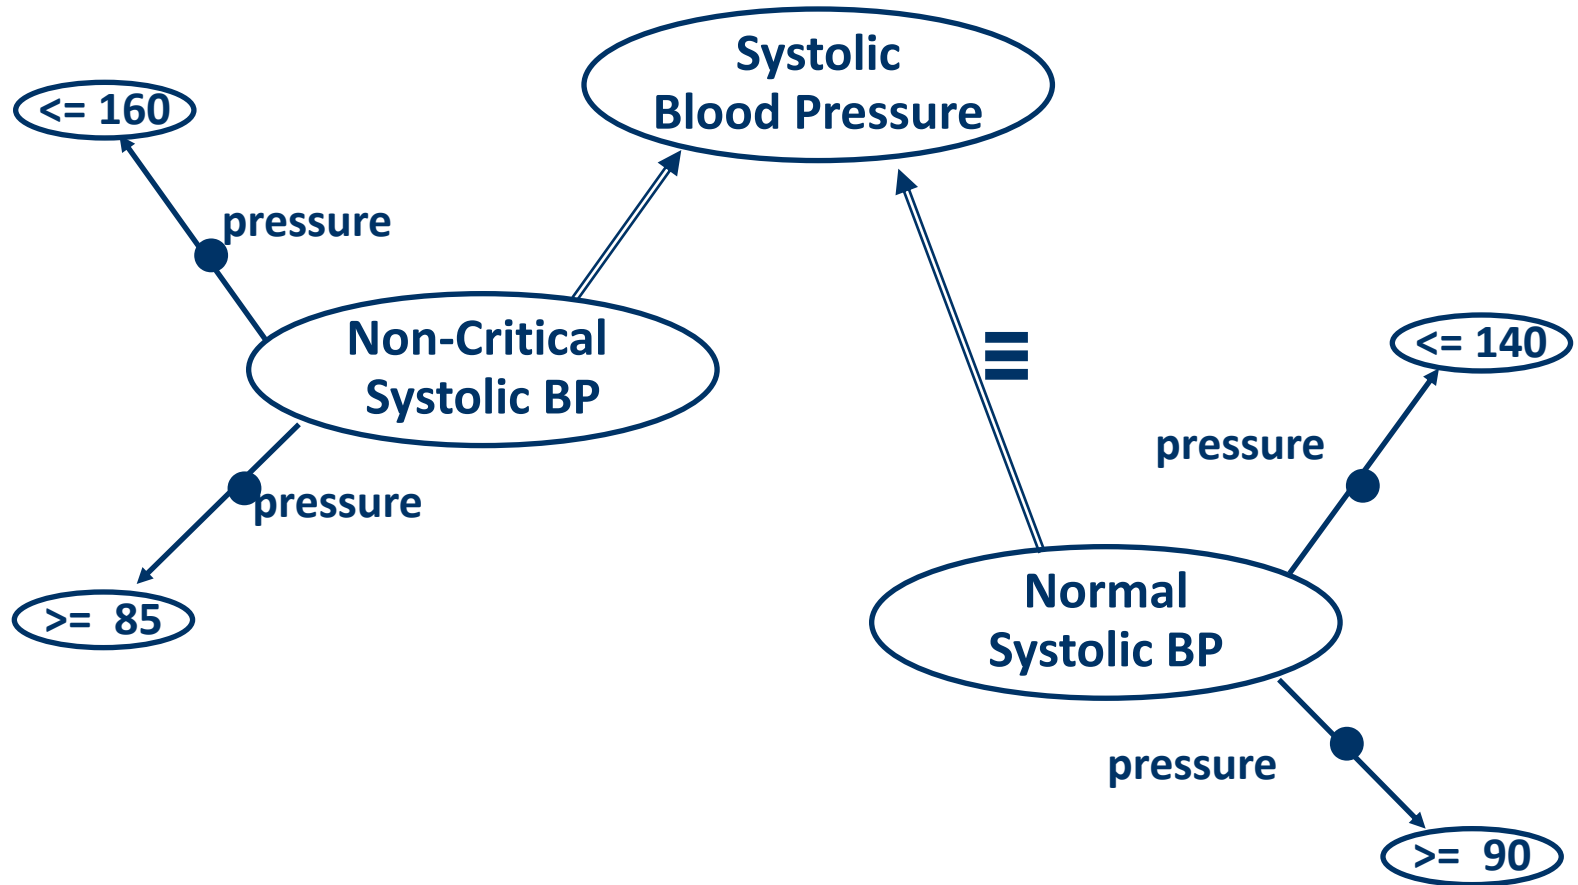 Systolic
Blood Pressure
<= 160
pressure
Non-Critical
Systolic BP
pressure
>= 85
≡
<= 140
pressure
Normal
Systolic BP
pressure
>= 90